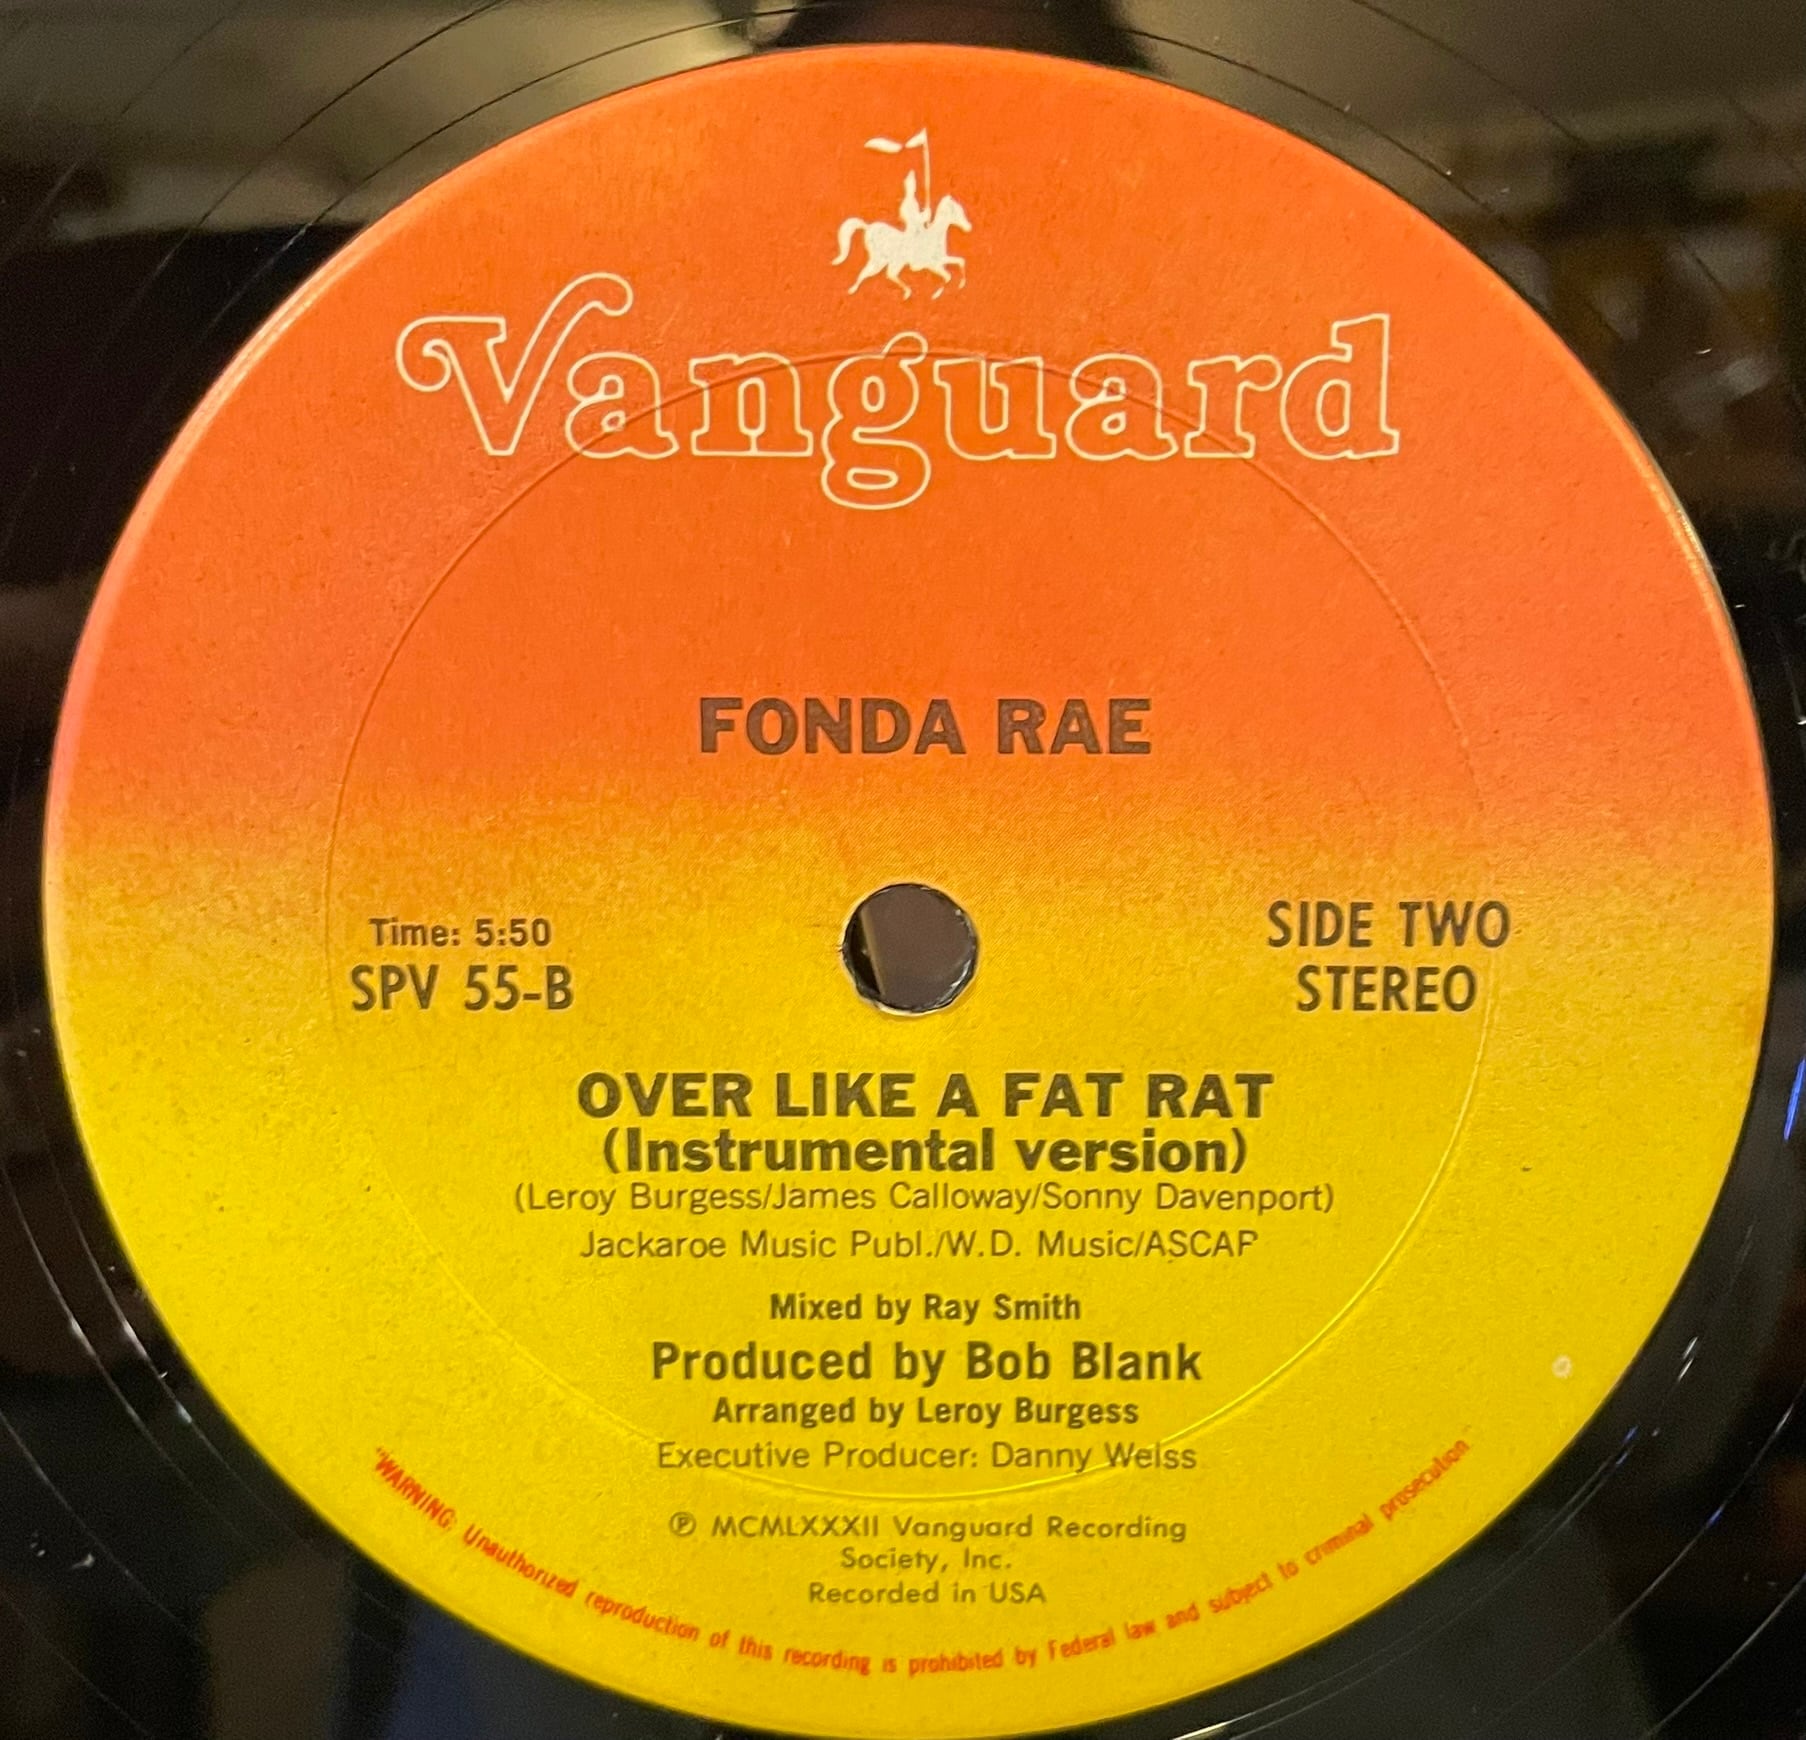 Vanguard
FONDA RAE
Time: 5:50
SPV 55-B
SIDE TWO
STEREO
OVER LIKE A FAT RAT
(Instrumental version)
(Leroy Burgess/James Calloway/Sonny Davenport)
Jackaroe Music Publ./W.D. Music/ASCAP
Mixed by Ray Smith
Produced by Bob Blank
Arranged by Leroy Burgess
Executive Producer: Danny Weiss
℗ MCMLXXXII Vanguard Recording
Society, Inc.
Recorded in USA
"WARNING: Unauthorized reproduction of this recording is prohibited by Federal law and subject to criminal prosecution"